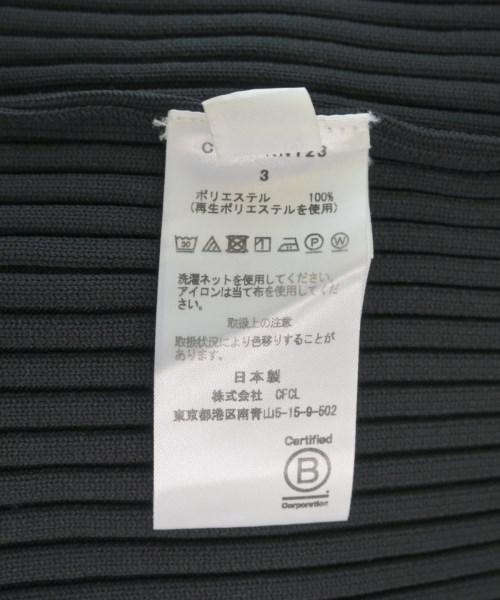 3
ポリエステル 100%
(再生ポリエステルを使用)
洗濯ネットを使用してください。
アイロンは当て布を使用してください。
取扱上の注意
取扱状況により色移りすることが
あります。
日本製
株式会社 CFCL
東京都港区南青山5-15-9-502
Certified
B
Corporation